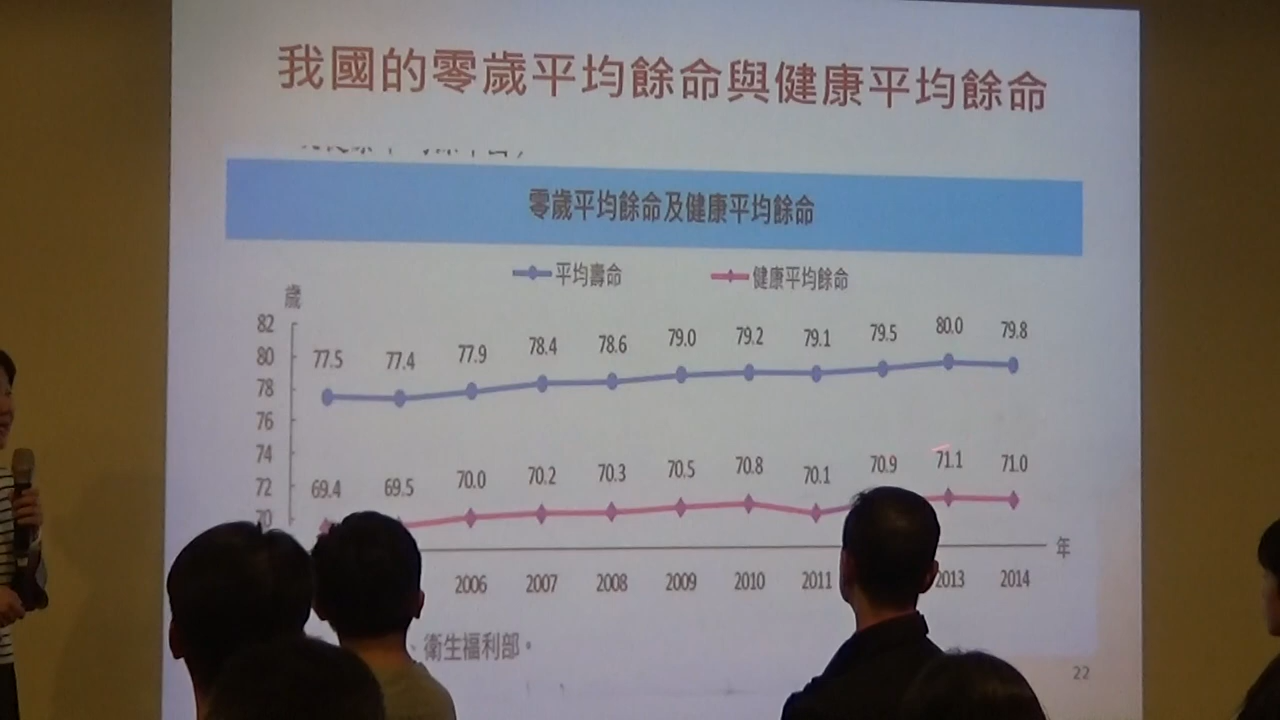 我國的零歲平均餘命與健康平均餘命
零歲平均餘命及健康平均餘命
平均壽命 健康平均餘命
歲
82
80
78
76
74
72
70
77.5 77.4 77.9 78.4 78.6 79.0 79.2 79.1 79.5 80.0 79.8
69.4 69.5 70.0 70.2 70.3 70.5 70.8 70.1 70.9 71.1 71.0
年
2006 2007 2008 2009 2010 2011 2013 2014
、衛生福利部。
22